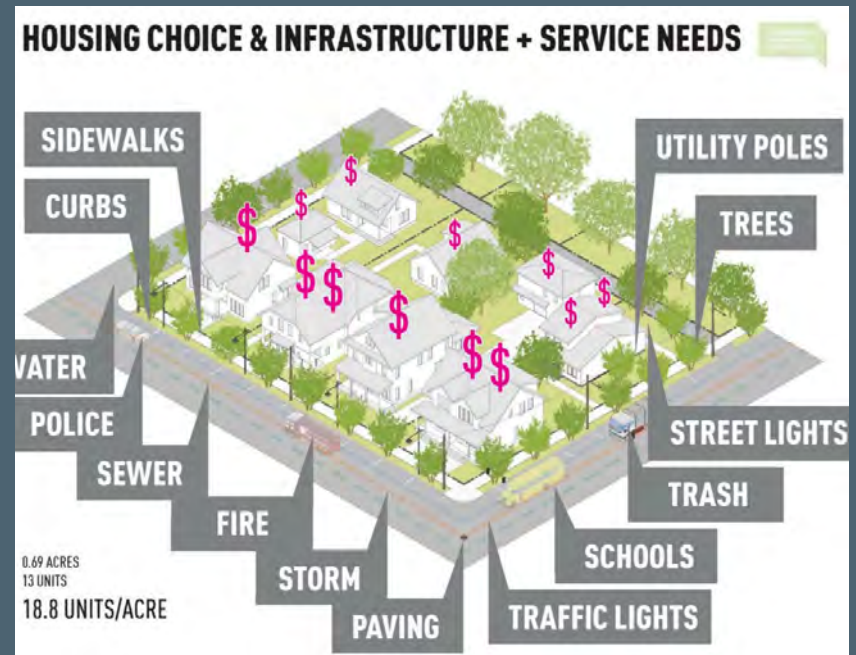 HOUSING CHOICE & INFRASTRUCTURE + SERVICE NEEDS
SIDEWALKS
CURBS
UTILITY POLES
TREES
$
$
$
$
$
$
$
$
$
$
$
$
$
WATER
POLICE
SEWER
FIRE
STORM
PAVING
STREET LIGHTS
TRASH
SCHOOLS
TRAFFIC LIGHTS
0.69 ACRES
13 UNITS
18.8 UNITS/ACRE